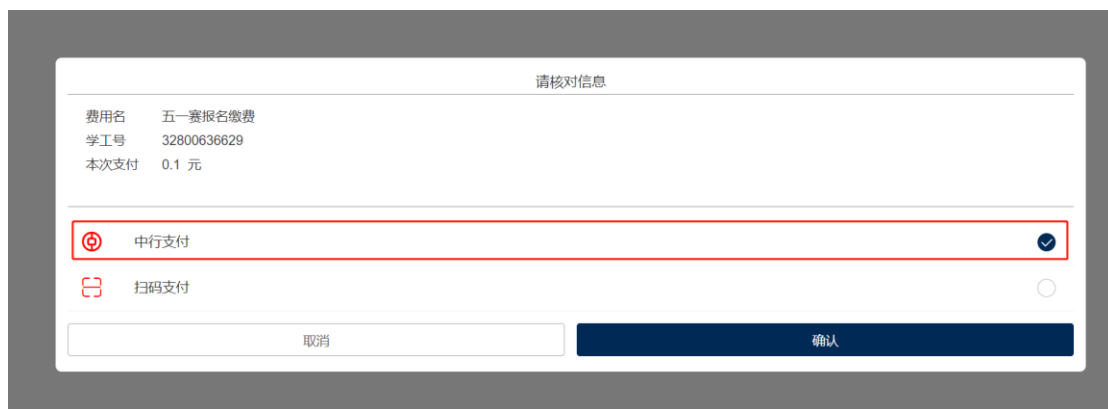 请核对信息
费用名 五一赛报名缴费
学工号 32800636629
本次支付 0.1 元
中行支付
扫码支付
取消 确认